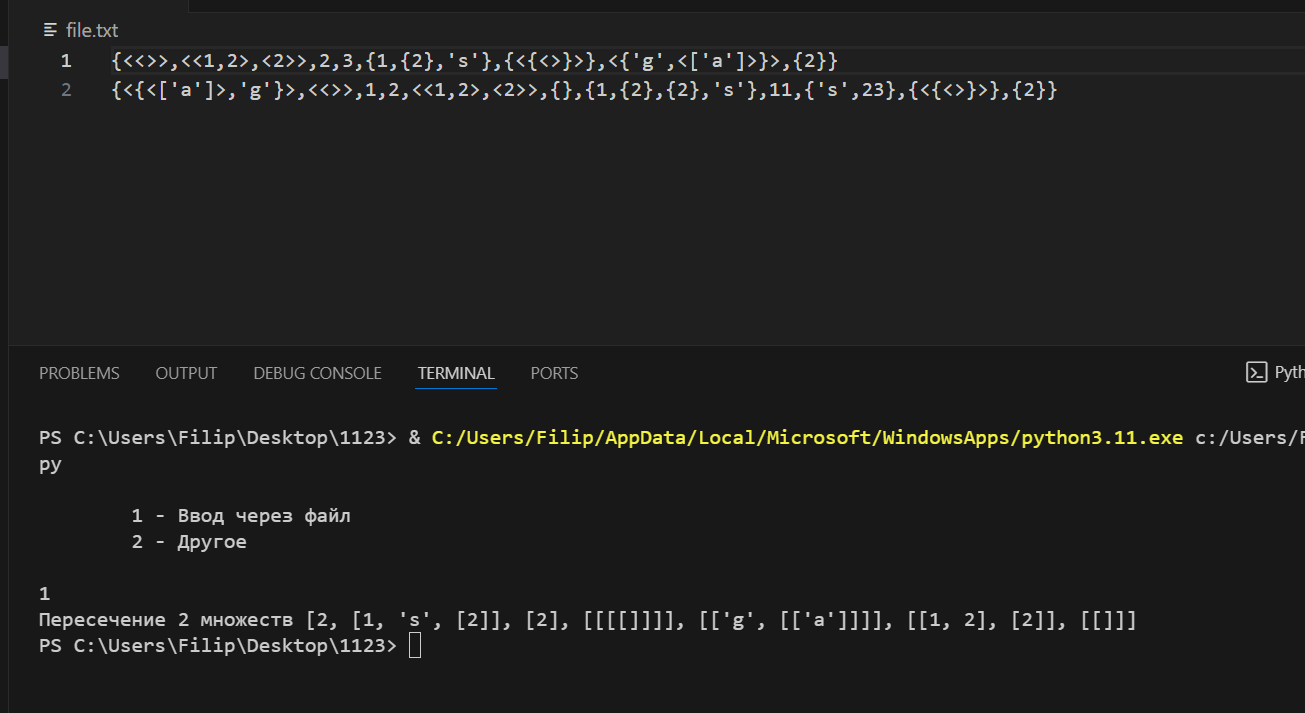 file.txt
1 {<<>>,<<1,2>,<2>>,2,3,{1,{2},'s'},{<{<>}>},<{'g',<['a']>}>,{2}}
2 {<{<['a']>,'g'}>,<<>>,1,2,<<1,2>,<2>>,{},{1,{2},{2},'s'},11,{'s',23},{<{<>}>},{2}}
PROBLEMS OUTPUT DEBUG CONSOLE TERMINAL PORTS Pyth
PS C:\Users\Filip\Desktop\1123> & C:/Users/Filip/AppData/Local/Microsoft/WindowsApps/python3.11.exe c:/Users/F
py
1 - Ввод через файл
2 - Другое
1
Пересечение 2 множеств [2, [1, 's', [2]], [2], [[[[]]]], [['g', [['a']]]], [[1, 2], [2]], [[]]]
PS C:\Users\Filip\Desktop\1123>